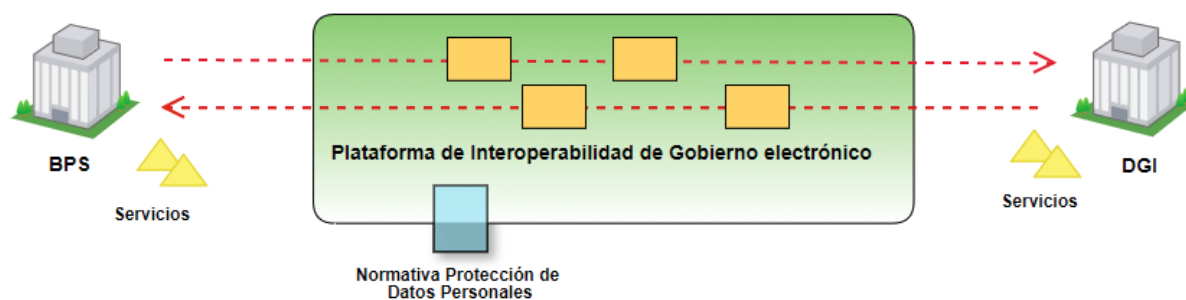 Plataforma de Interoperabilidad de Gobierno electrónico
BPS
DGI
Servicios
Servicios
Normativa Protección de
Datos Personales